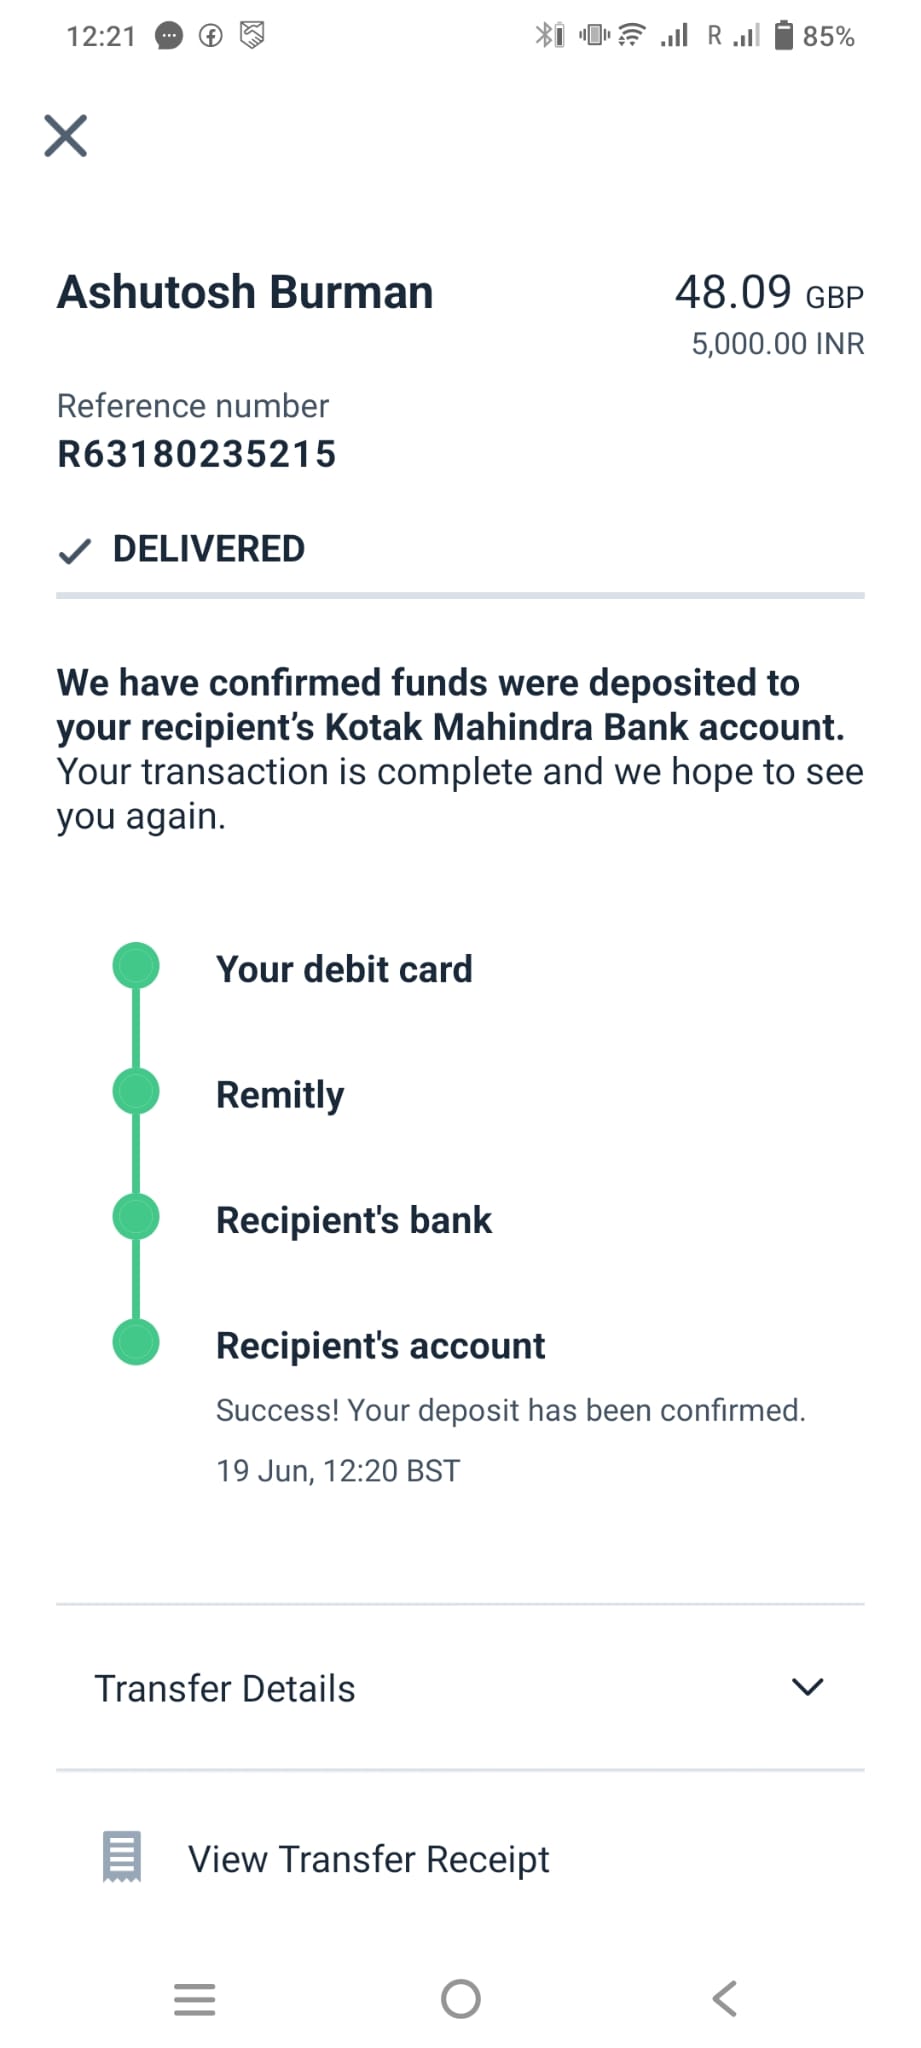 12:21 R 85%
Ashutosh Burman 48.09 GBP
5,000.00 INR
Reference number
R63180235215
DELIVERED
We have confirmed funds were deposited to
your recipient’s Kotak Mahindra Bank account.
Your transaction is complete and we hope to see
you again.
Your debit card
Remitly
Recipient's bank
Recipient's account
Success! Your deposit has been confirmed.
19 Jun, 12:20 BST
Transfer Details
View Transfer Receipt